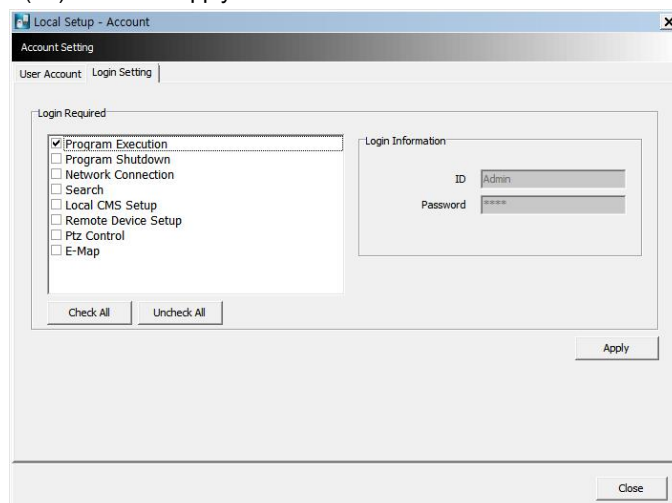 Local Setup - Account
Account Setting
User Account Login Setting
Login Required
Program Execution
Program Shutdown
Network Connection
Search
Local CMS Setup
Remote Device Setup
Ptz Control
E-Map
Check All Uncheck All
Login Information
ID Admin
Password ****
Apply
Close